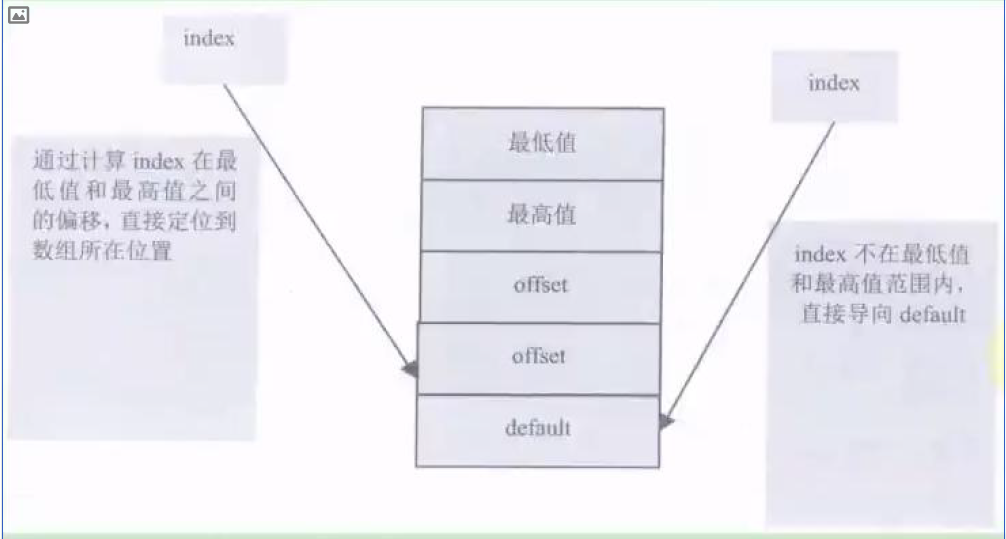 index
index
通过计算 index 在最
低值和最高值之间
的偏移，直接定位到
数组所在位置
最低值
最高值
offset
offset
default
index 不在最低值
和最高值范围内，
直接导向 default